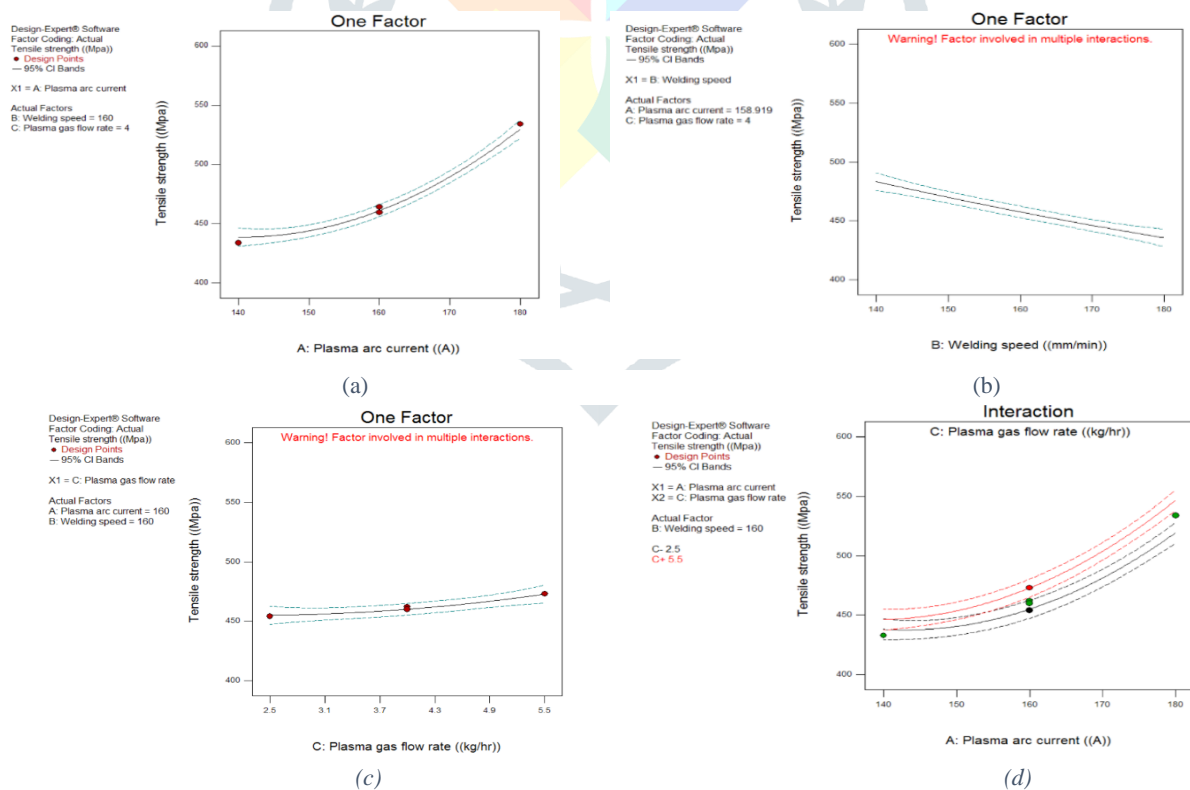 One Factor
Design-Expert® Software
Factor Coding: Actual
Tensile strength ((Mpa))
Design Points
95% CI Bands
X1 = A: Plasma arc current
Actual Factors
B: Welding speed = 160
C: Plasma gas flow rate = 4
Tensile strength ((Mpa))
600
550
500
450
400
140 150 160 170 180
A: Plasma arc current ((A))
(a)
One Factor
Warning! Factor involved in multiple interactions.
Design-Expert® Software
Factor Coding: Actual
Tensile strength ((Mpa))
95% CI Bands
X1 = B: Welding speed
Actual Factors
A: Plasma arc current = 158.919
C: Plasma gas flow rate = 4
Tensile strength ((Mpa))
600
550
500
450
400
140 150 160 170 180
B: Welding speed ((mm/min))
(b)
One Factor
Warning! Factor involved in multiple interactions.
Design-Expert® Software
Factor Coding: Actual
Tensile strength ((Mpa))
Design Points
95% CI Bands
X1 = C: Plasma gas flow rate
Actual Factors
A: Plasma arc current = 160
B: Welding speed = 160
Tensile strength ((Mpa))
600
550
500
450
400
2.5 3.1 3.7 4.3 4.9 5.5
C: Plasma gas flow rate ((kg/hr))
(c)
Interaction
C: Plasma gas flow rate ((kg/hr))
Design-Expert® Software
Factor Coding: Actual
Tensile strength ((Mpa))
Design Points
95% CI Bands
X1 = A: Plasma arc current
X2 = C: Plasma gas flow rate
Actual Factor
B: Welding speed = 160
C- 2.5
C+ 5.5
Tensile strength ((Mpa))
600
550
500
450
400
140 150 160 170 180
A: Plasma arc current ((A))
(d)